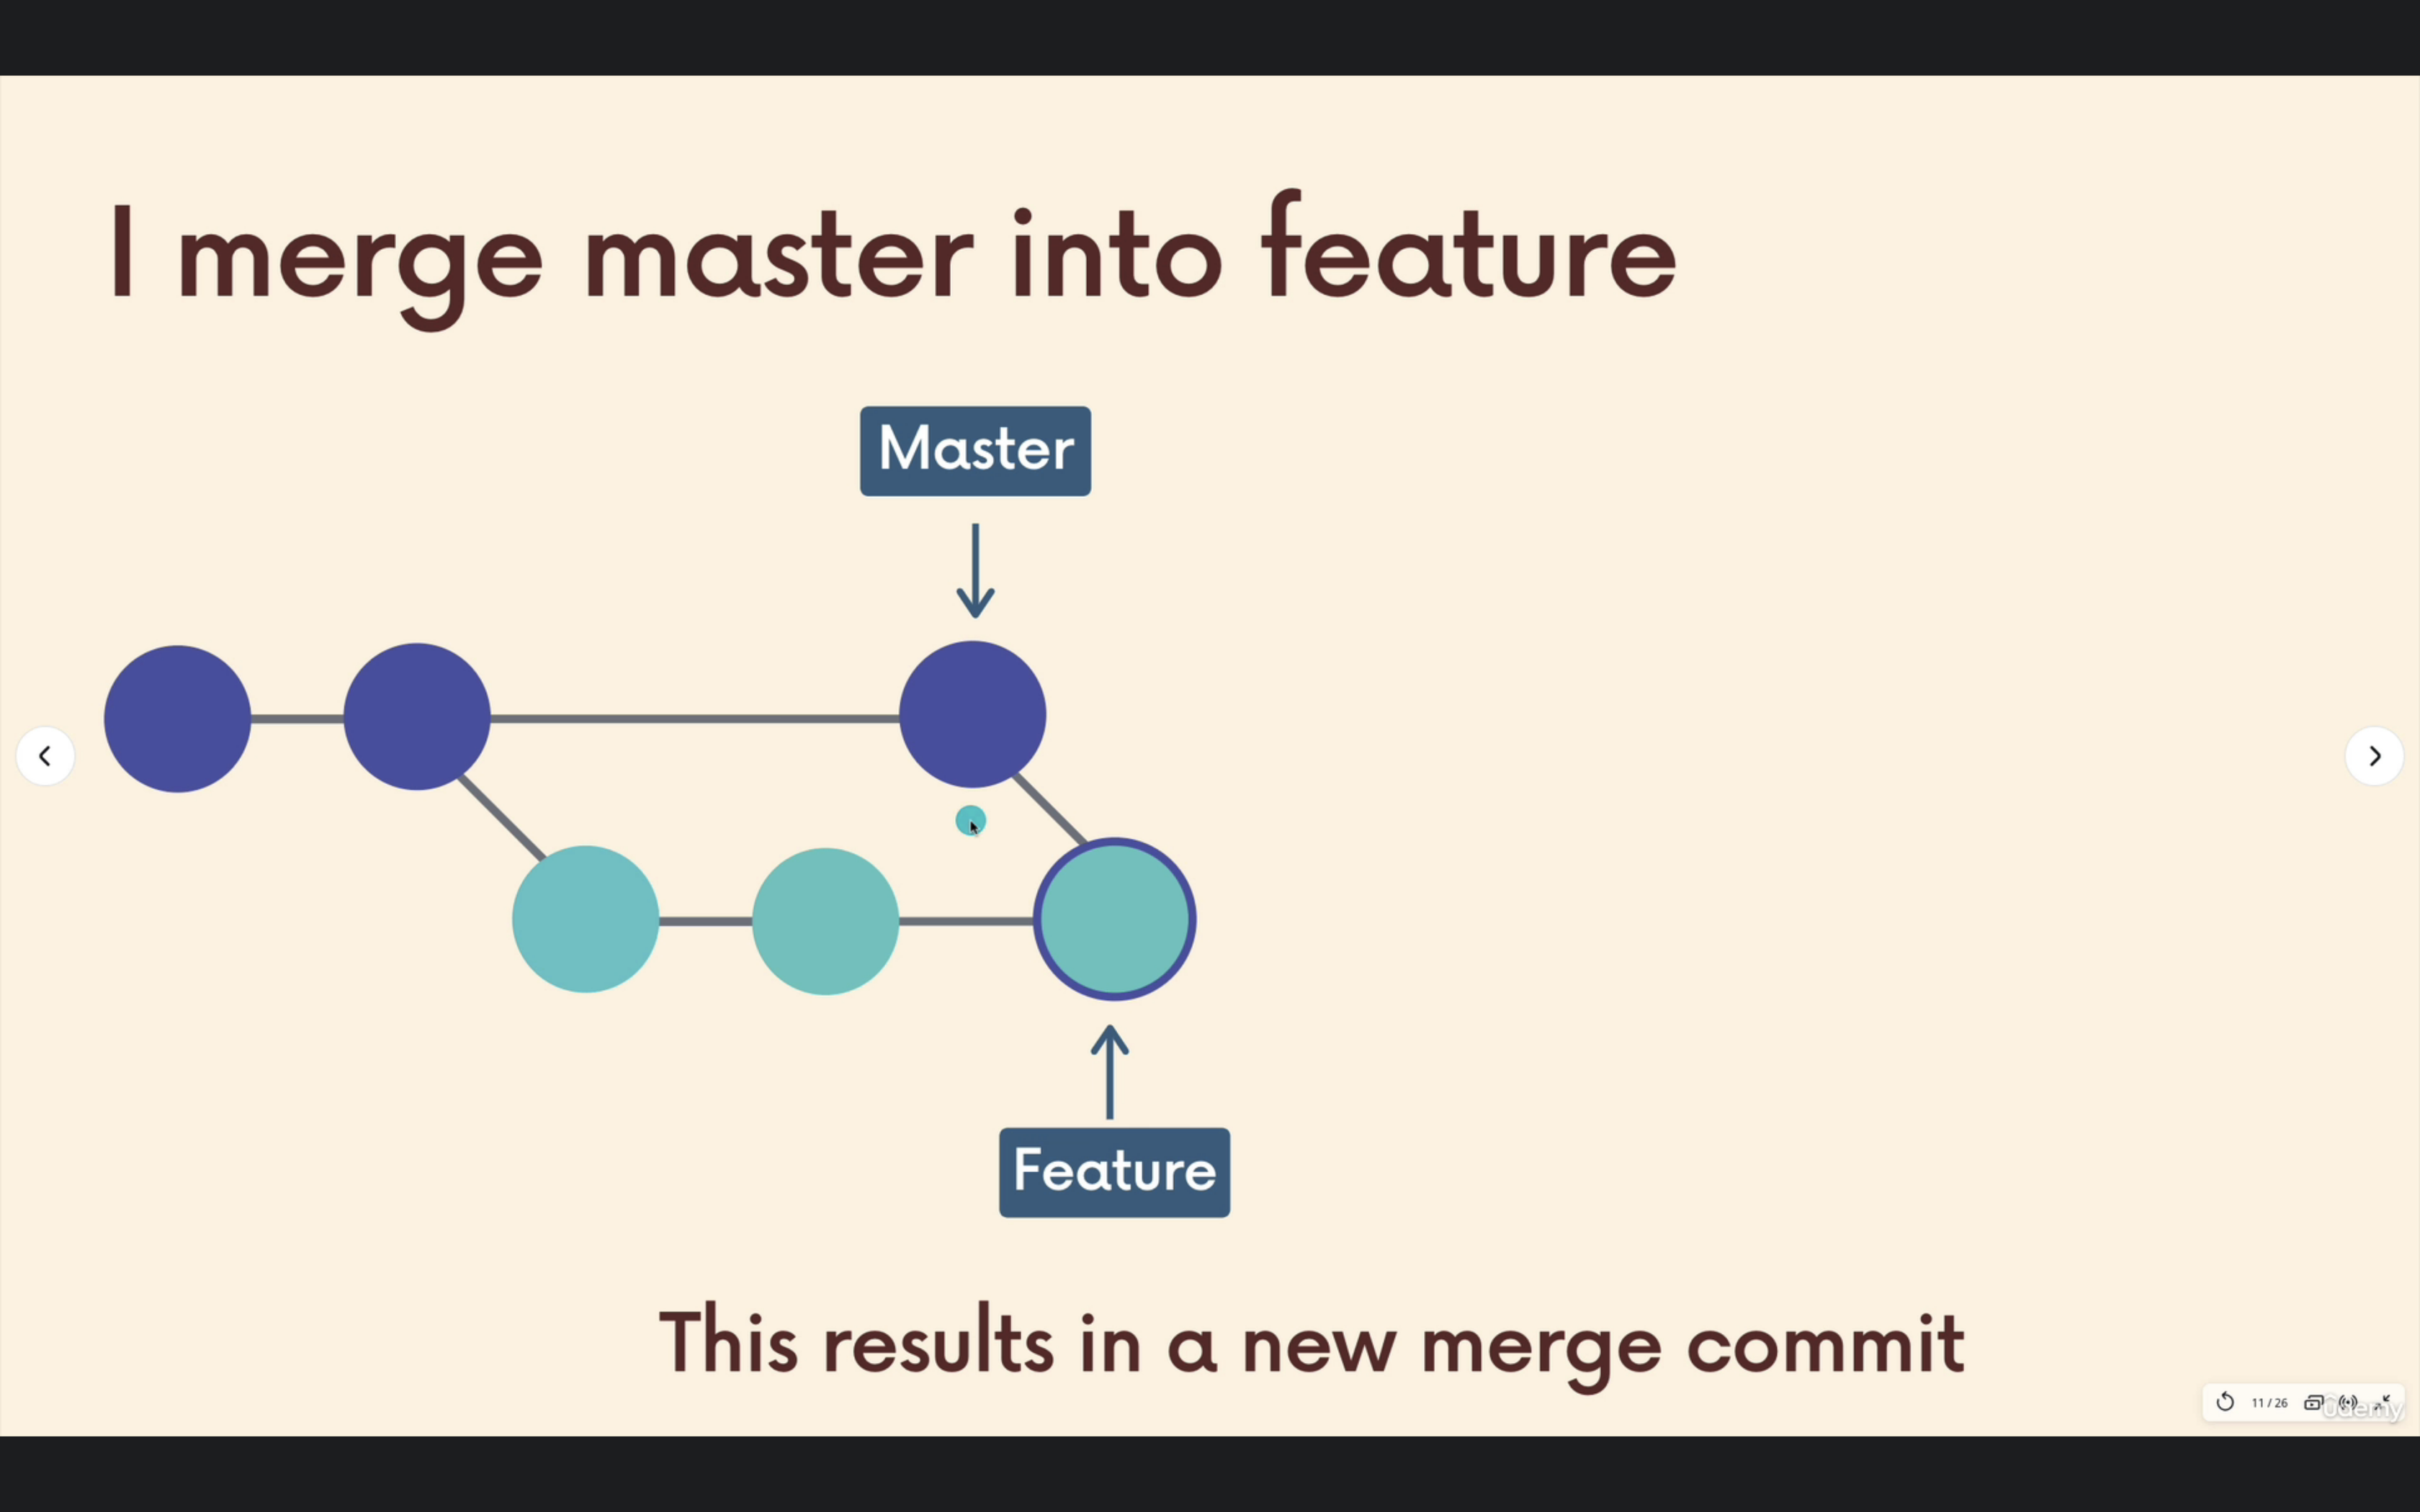 I merge master into feature
Master
Feature
This results in a new merge commit
11 / 26
Udemy